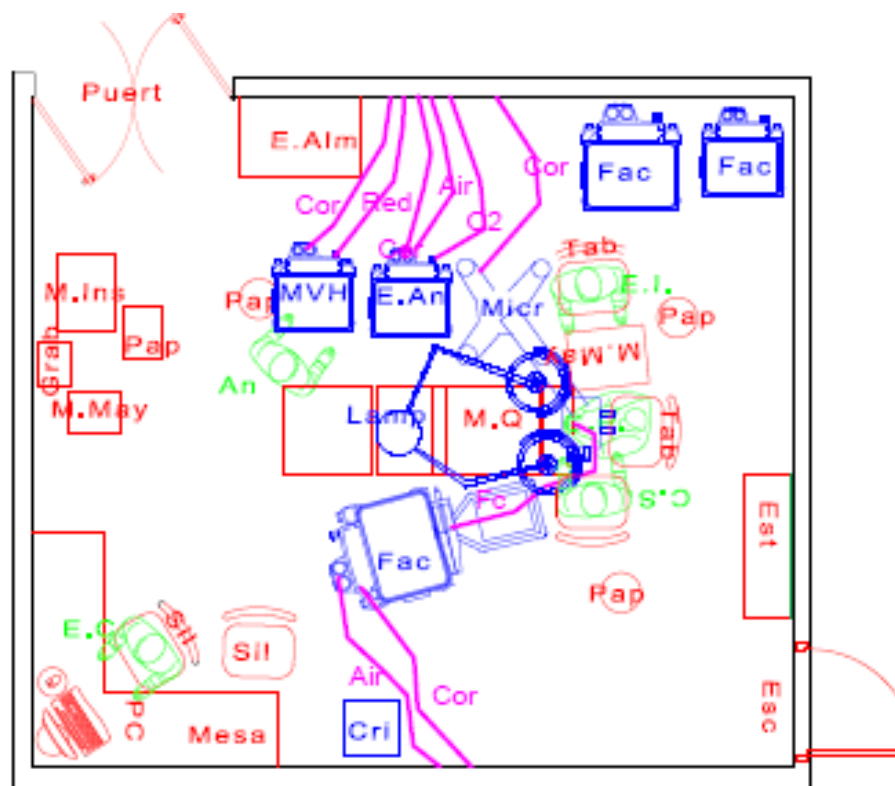 Puert
E.Alm
Fac
Fac
Cor
Air
Cor
Red
O2
Tab
E.I.
M.Ins
Pap
MVH
E.An
Micr
Pap
Pap
Grab
M.May
An
M.May
Lamp
M.Q
Tab
C.S
Fc
Est
Fac
Pap
Sil
Sil
Air
Cor
Esc
PC
Mesa
Cri